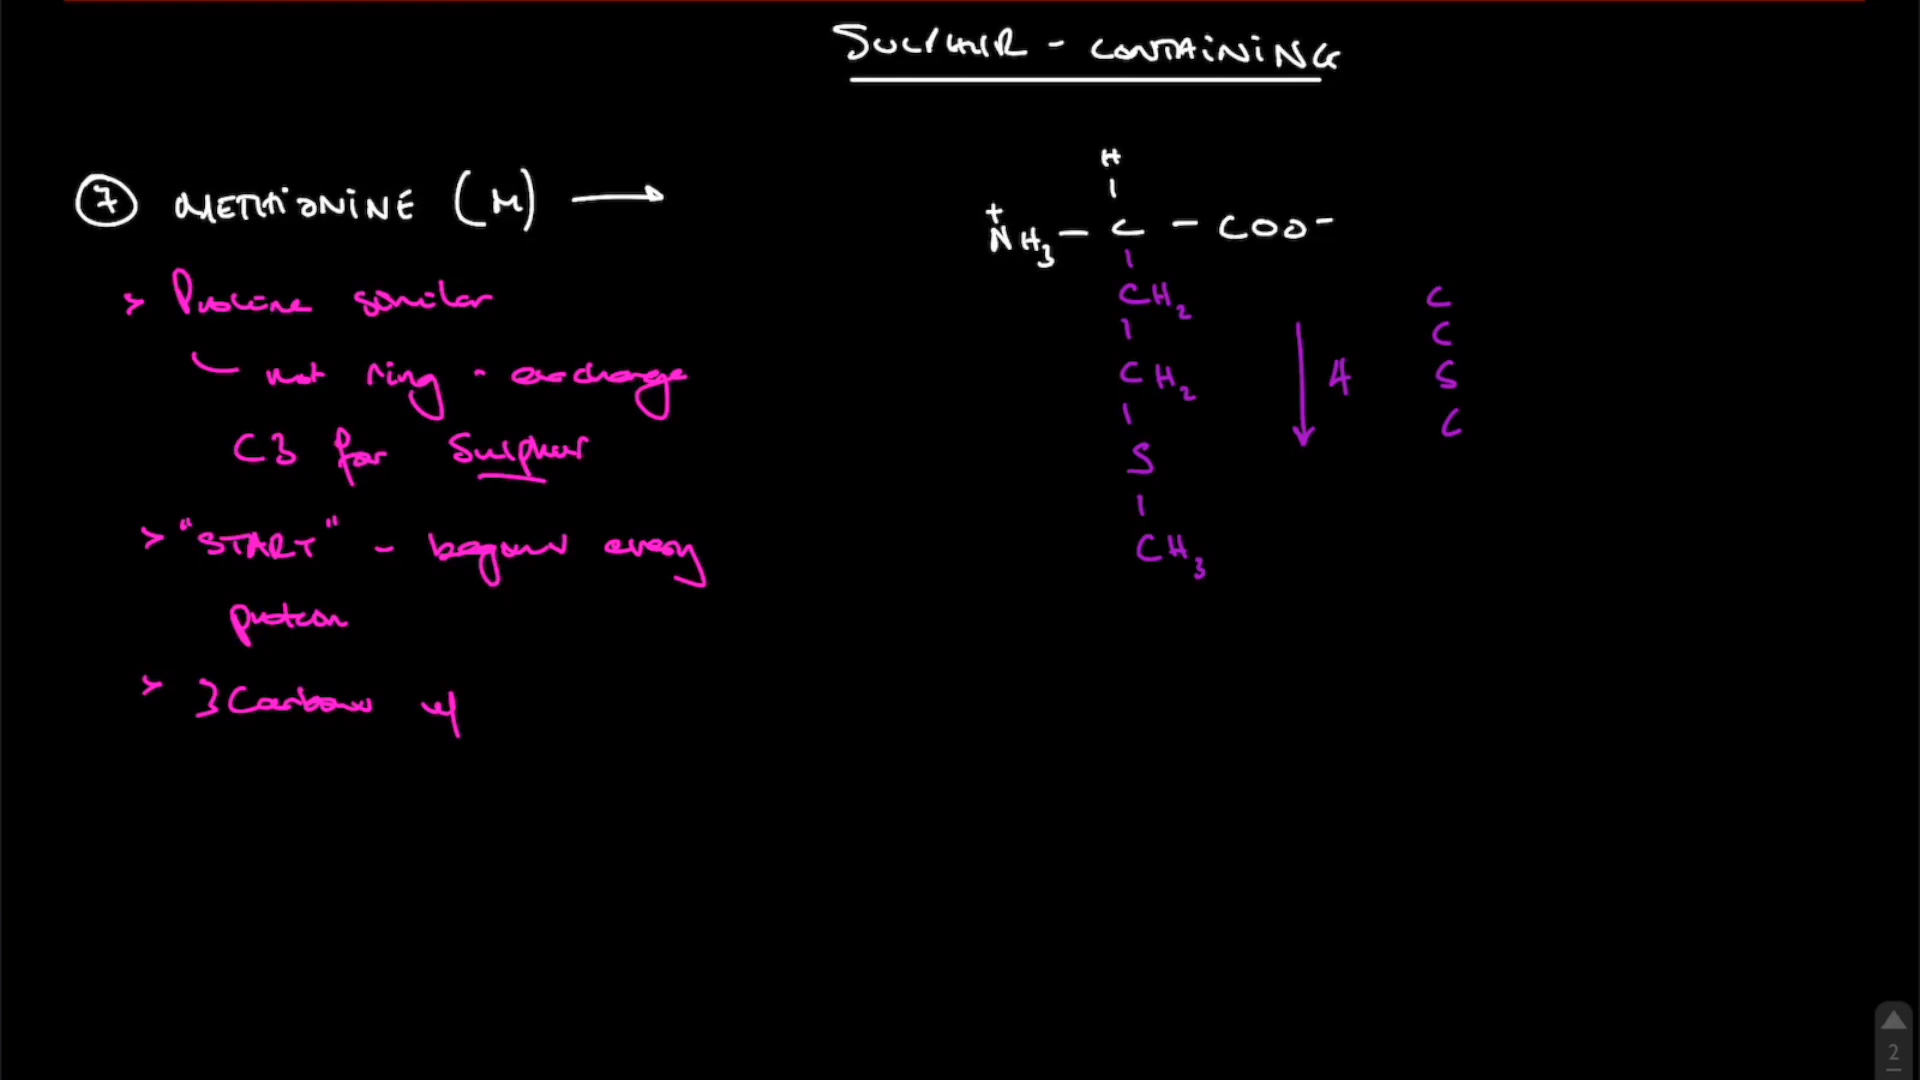 SULPHUR - CONTAINING
7 METHIONINE (M) →
H
+
NH3 - C - COO-
> Proline similar
CH2 C
C
not ring - exchange
CH2 ↓ 4 S
C
C3 for Sulphur
S
> "START" - begins every
CH3
protein
> 3 Carbons w/
2